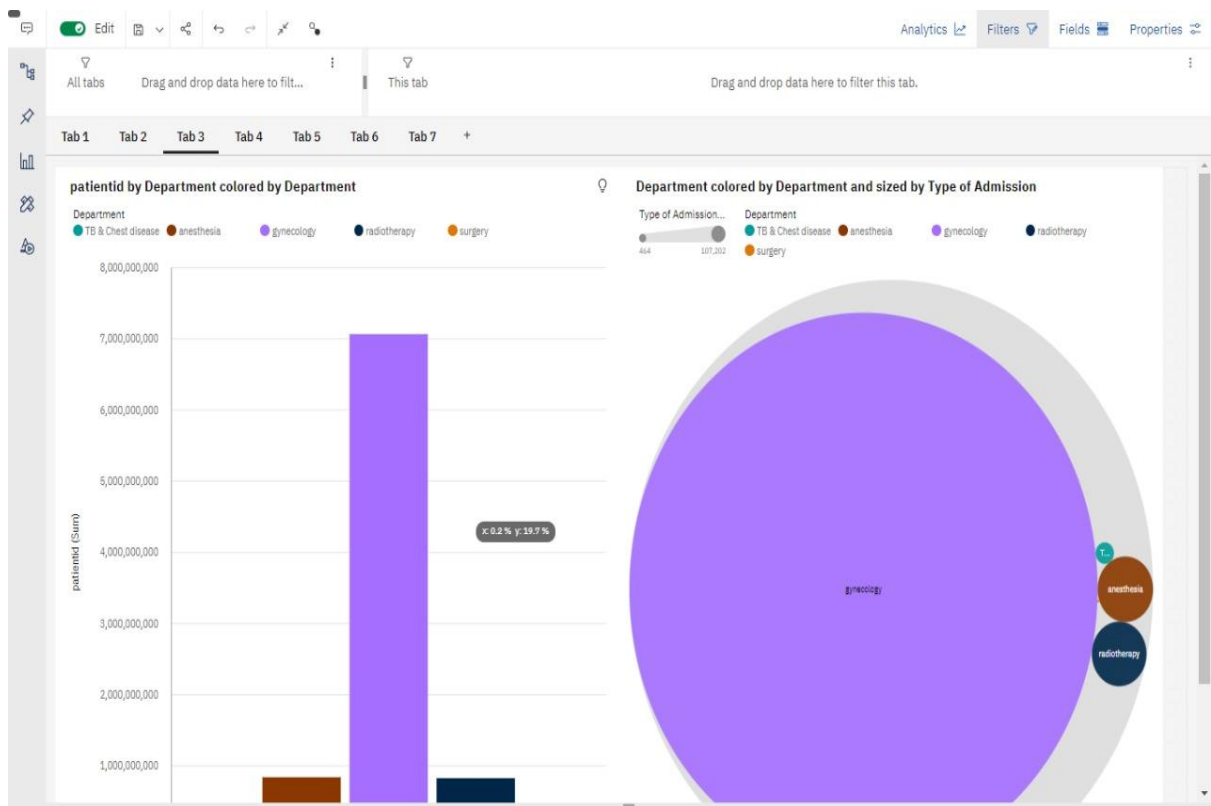 Edit
Analytics
Filters
Fields
Properties
All tabs
Drag and drop data here to filt...
This tab
Drag and drop data here to filter this tab.
Tab 1 Tab 2 Tab 3 Tab 4 Tab 5 Tab 6 Tab 7 +
patientid by Department colored by Department
Department
TB & Chest disease anesthesia gynecology radiotherapy surgery
8,000,000,000
7,000,000,000
6,000,000,000
5,000,000,000
4,000,000,000
3,000,000,000
2,000,000,000
1,000,000,000
patientid (Sum)
x: 0.2 % y: 19.7 %
Department colored by Department and sized by Type of Admission
Type of Admission...
464 107,202
Department
TB & Chest disease anesthesia gynecology radiotherapy
surgery
gynecology
T...
anesthesia
radiotherapy